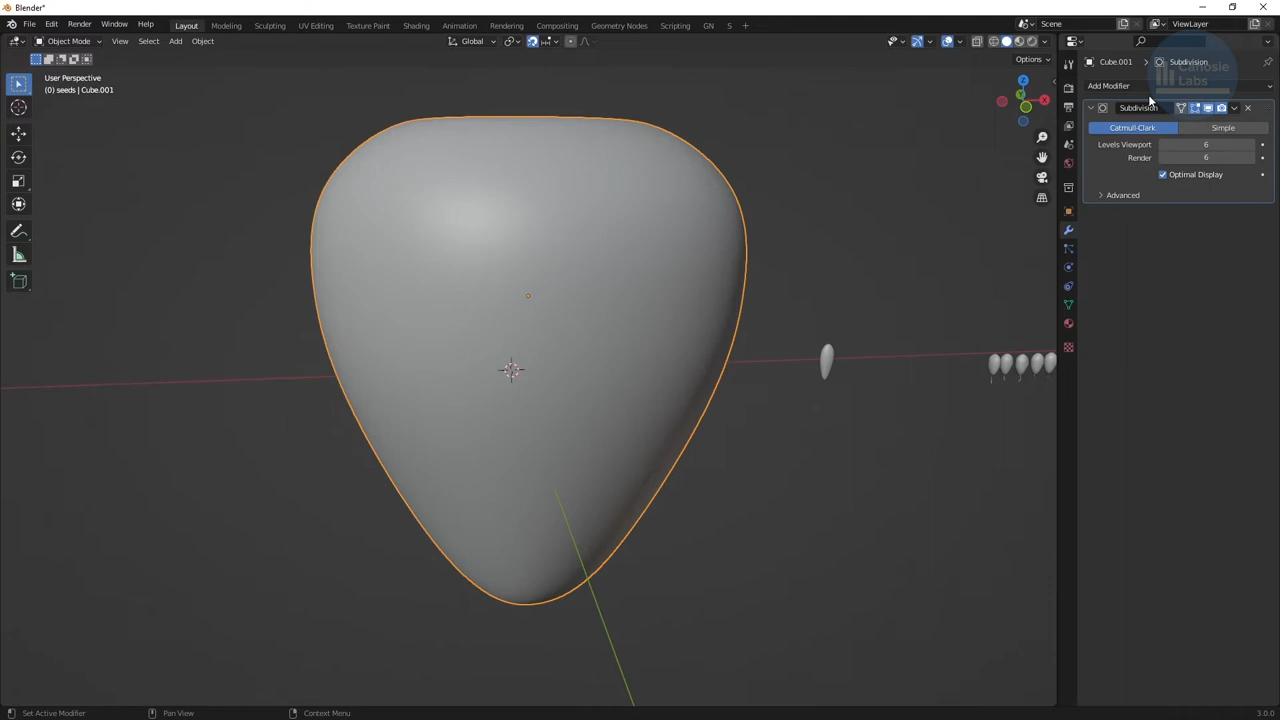 Blender*
File Edit Render Window Help Layout Modeling Sculpting UV Editing Texture Paint Shading Animation Rendering Compositing Geometry Nodes Scripting GN S + Scene ViewLayer
Object Mode View Select Add Object Global
Options
User Perspective
(0) seeds | Cube.001
Z
Y
X
Cube.001 > Subdivision
Canosie
Labs
Add Modifier
Subdivision
Catmull-Clark Simple
Levels Viewport 6
Render 6
Optimal Display
Advanced
Set Active Modifier Pan View Context Menu 3.0.0